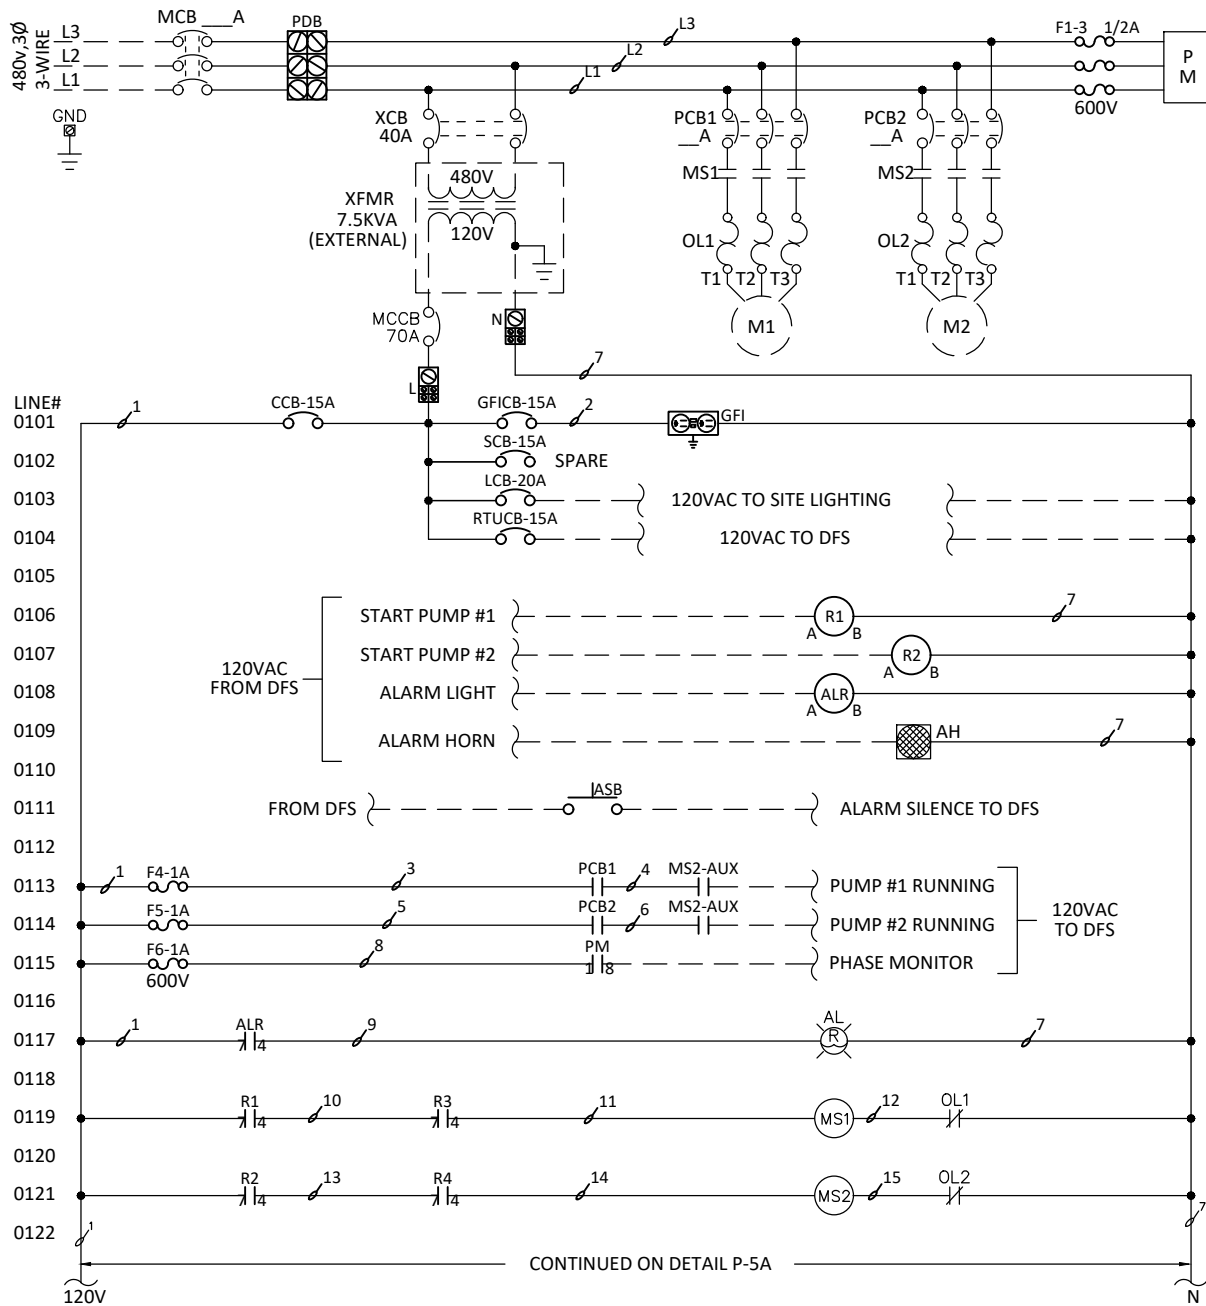 480v,3Ø
3-WIRE
L3
L2
L1
MCB ___A
PDB
L3
L2
L1
F1-3 1/2A
600V
P
M
GND
XCB
40A
PCB1
__A
PCB2
__A
MS1
MS2
XFMR
7.5KVA
(EXTERNAL)
480V
120V
OL1
OL2
T1 T2 T3
T1 T2 T3
M1
M2
MCCB
70A
N
L
7
LINE#
0101
1
CCB-15A
GFICB-15A
2
GFI
0102
SCB-15A
SPARE
0103
LCB-20A
120VAC TO SITE LIGHTING
0104
RTUCB-15A
120VAC TO DFS
0105
120VAC
FROM DFS
0106
START PUMP #1
R1
A B
7
0107
START PUMP #2
R2
A B
0108
ALARM LIGHT
ALR
A B
0109
ALARM HORN
AH
7
0110
0111
FROM DFS
ASB
ALARM SILENCE TO DFS
0112
0113
1
F4-1A
3
PCB1
4
MS2-AUX
PUMP #1 RUNNING
0114
F5-1A
5
PCB2
6
MS2-AUX
PUMP #2 RUNNING
120VAC
TO DFS
0115
F6-1A
600V
8
PM
1 8
PHASE MONITOR
0116
0117
1
ALR
7 4
9
AL
R
7
0118
0119
R1
7 4
10
R3
7 4
11
MS1
12
OL1
0120
0121
R2
7 4
13
R4
7 4
14
MS2
15
OL2
0122
1
7
CONTINUED ON DETAIL P-5A
120V
N